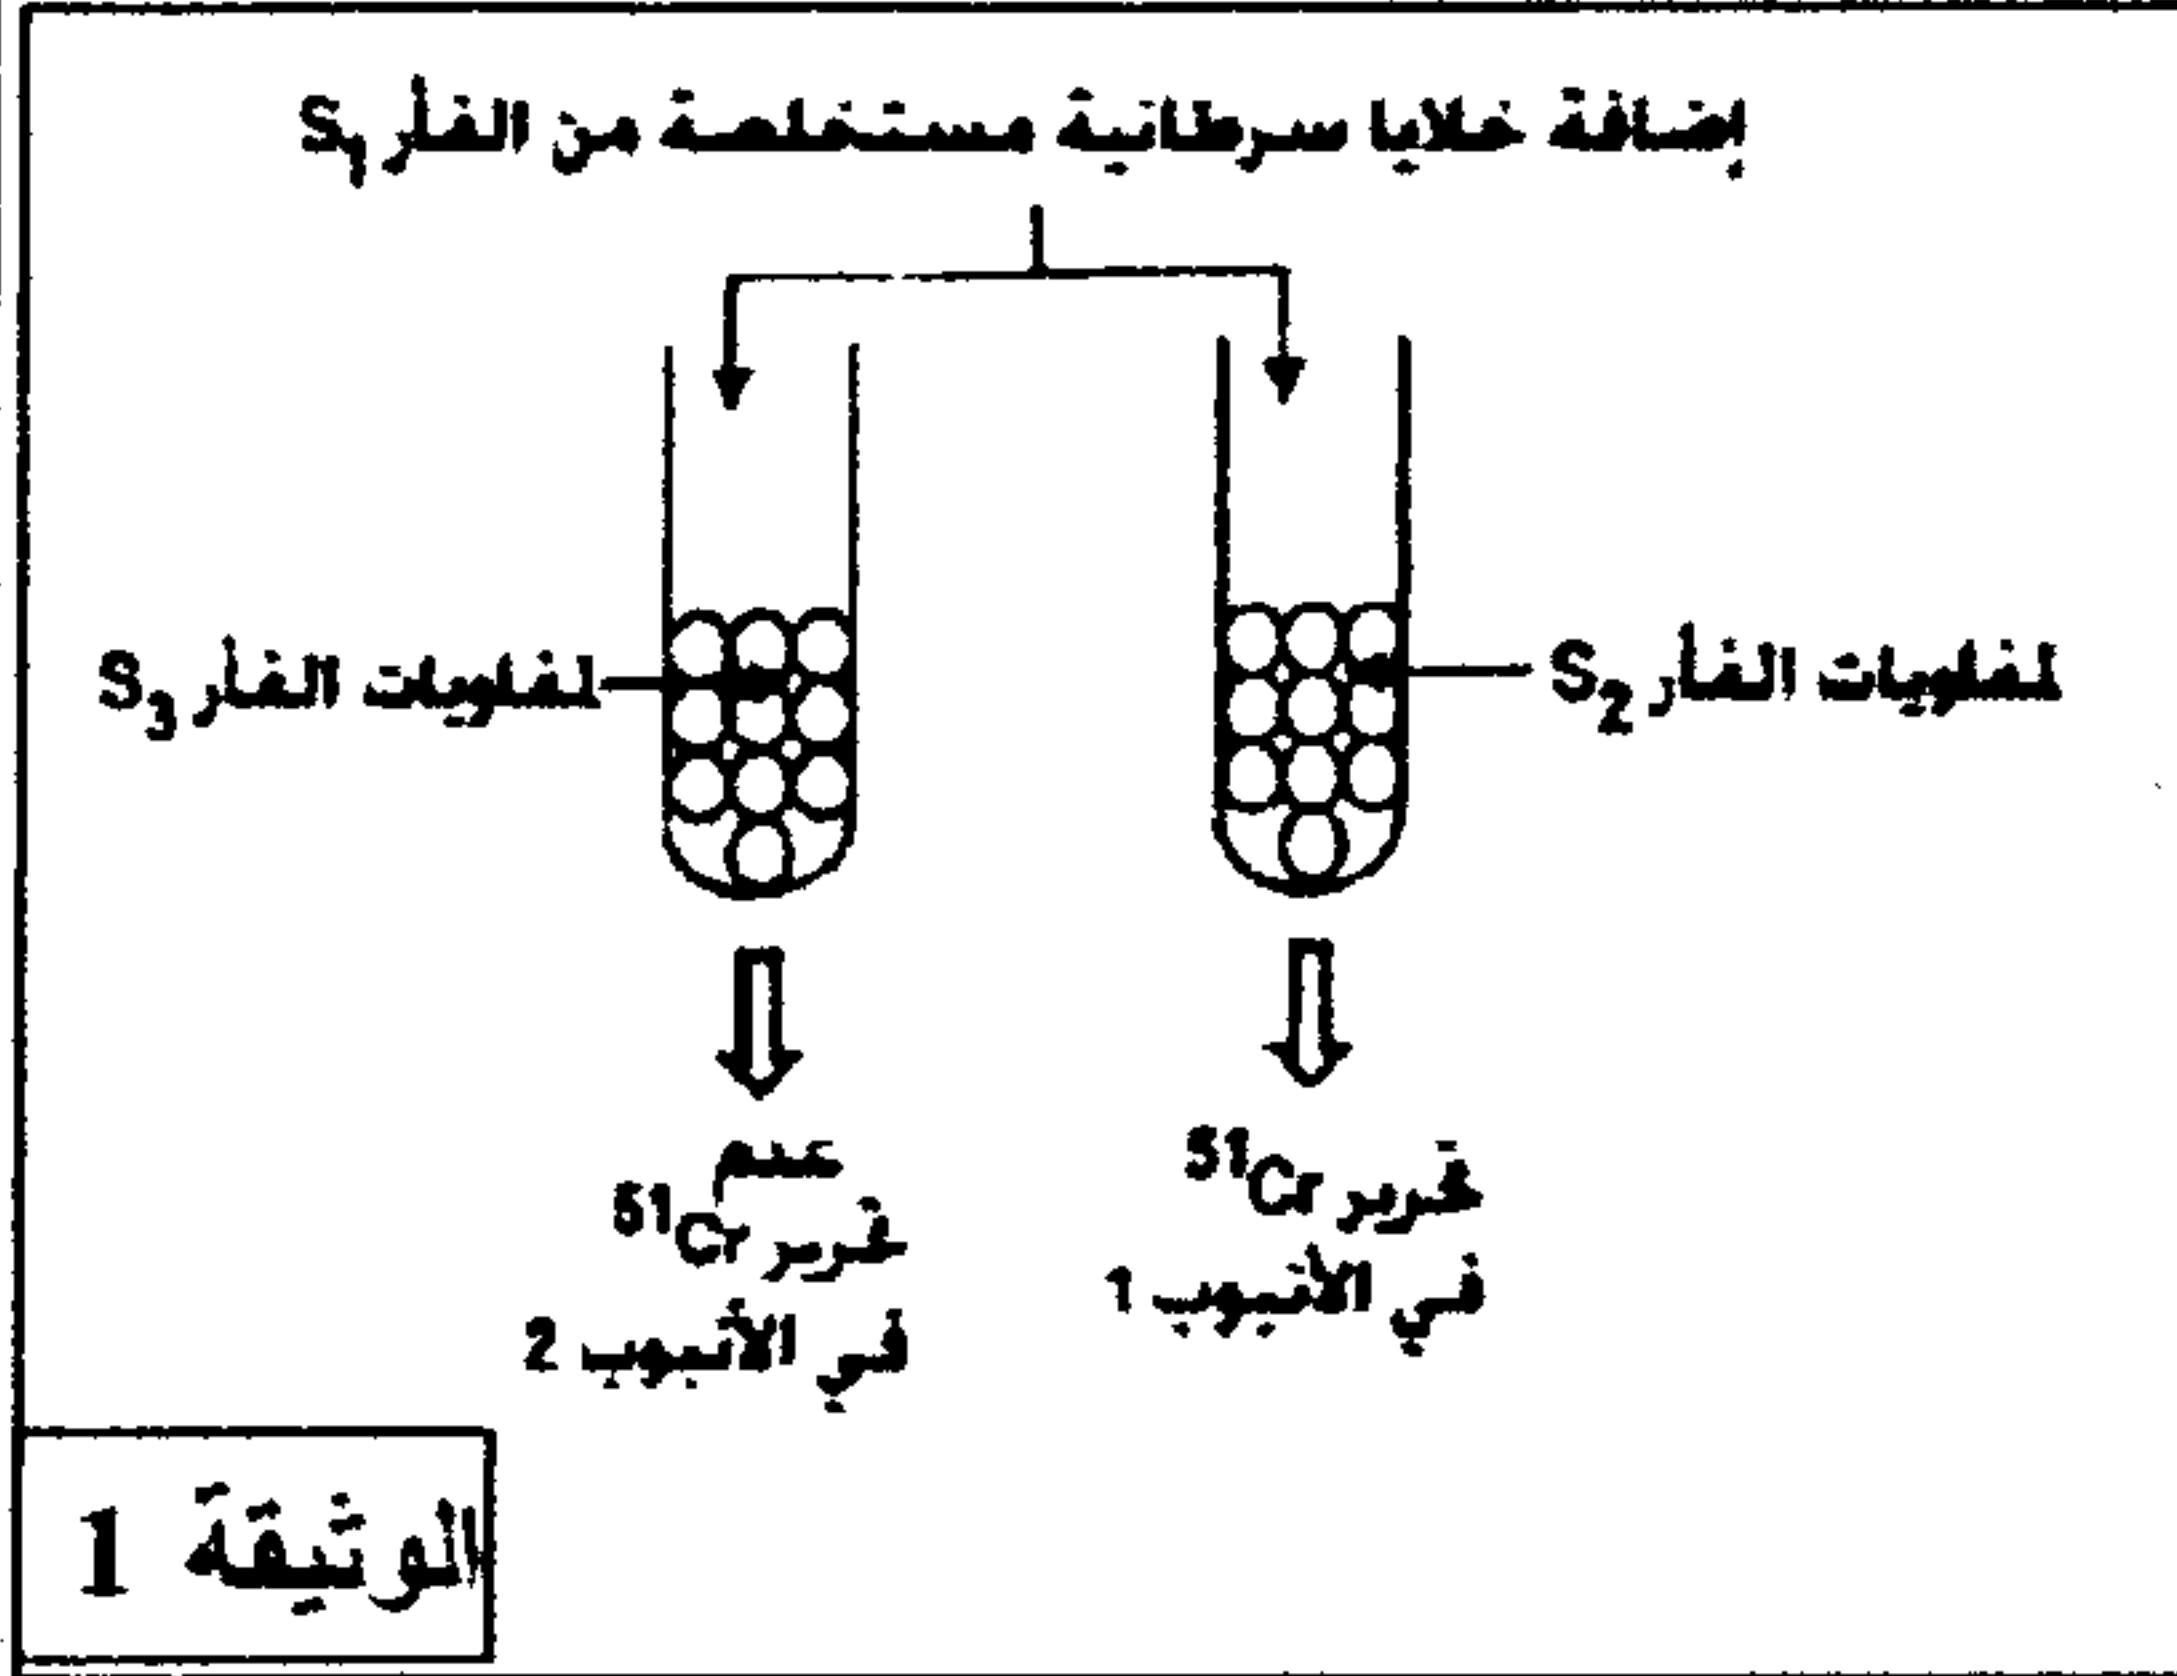 إضافة خلايا سرطانية مستخلصة من الفأر S1
لمفاويات الفأر S2
لمفاويات الفأر S3
تحرير 51Cr
في الأنبوب 1
عدم
تحرير 51Cr
في الأنبوب 2
الوثيقة 1